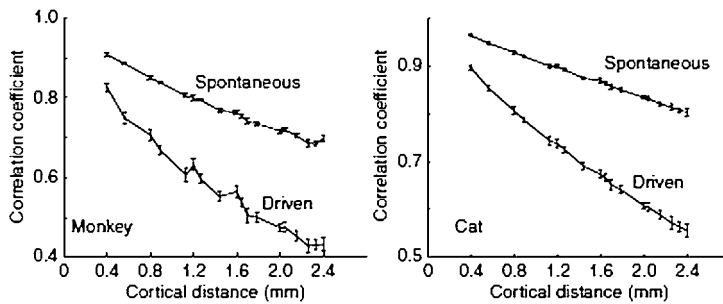 Correlation coefficient
1.0
0.8
0.6
0.4
Spontaneous
Driven
Monkey
0 0.4 0.8 1.2 1.6 2.0 2.4
Cortical distance (mm)
Correlation coefficient
0.9
0.7
0.5
Spontaneous
Driven
Cat
0 0.4 0.8 1.2 1.6 2.0 2.4
Cortical distance (mm)